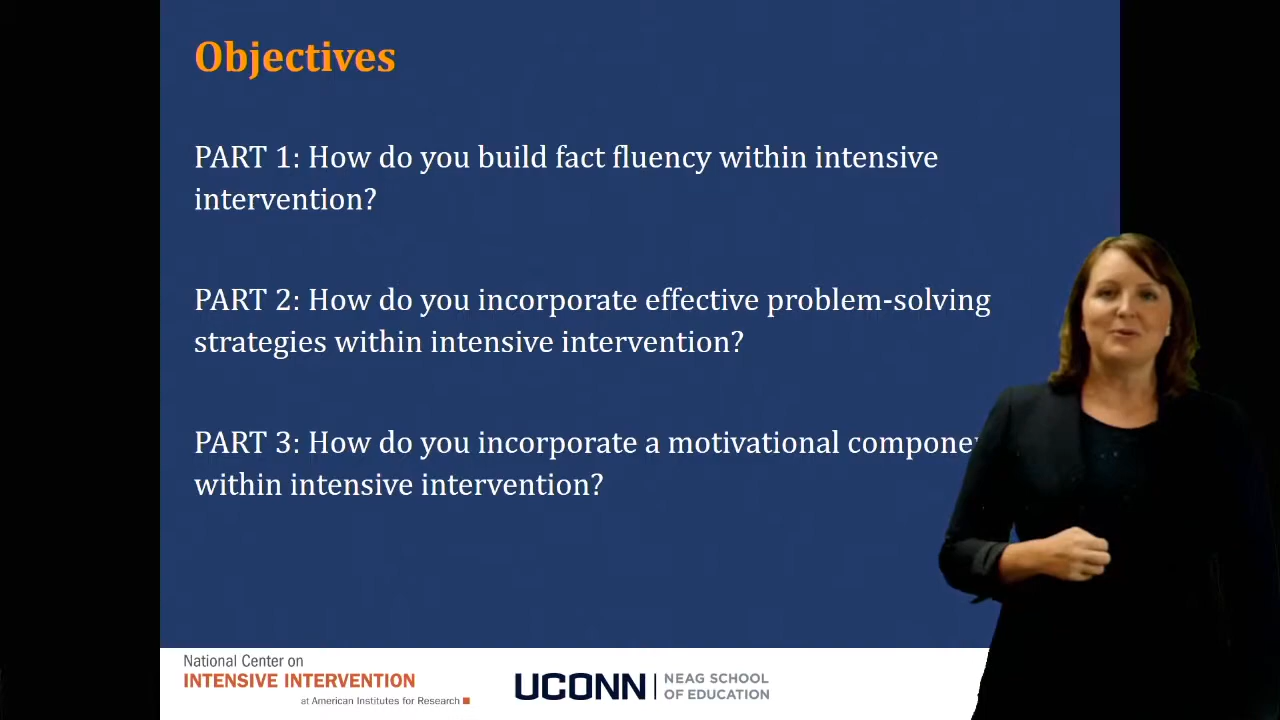 Objectives
PART 1: How do you build fact fluency within intensive
intervention?
PART 2: How do you incorporate effective problem-solving
strategies within intensive intervention?
PART 3: How do you incorporate a motivational
within intensive intervention?
National Center on
INTENSIVE INTERVENTION
at American Institutes for Research
UCONN
NEAG SCHOOL
OF EDUCATION